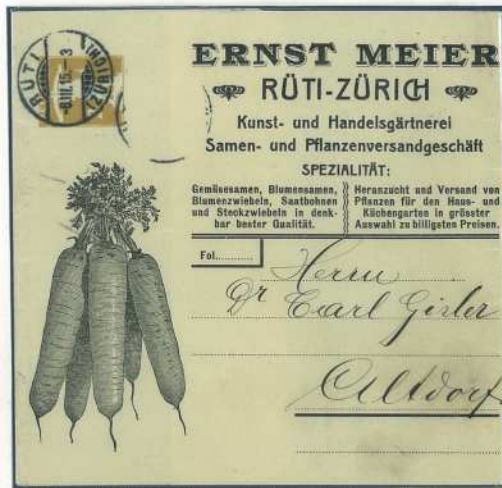 RÜTI
(ZÜRICH)
ERNST MEIER
RÜTI-ZÜRICH
Kunst- und Handelsgärtnerei
Samen- und Pflanzenversandgeschäft
SPEZIALITÄT:
Gemüsesamen, Blumensamen,
Blumenzwiebeln, Saatbohnen
und Steckzwiebeln in denk-
bar bester Qualität.
Heranzucht und Versand von
Pflanzen für den Haus- und
Küchengarten in grösster
Auswahl zu billigsten Preisen.
Fol.
Herrn
Dr Carl Gisler
Altdorf